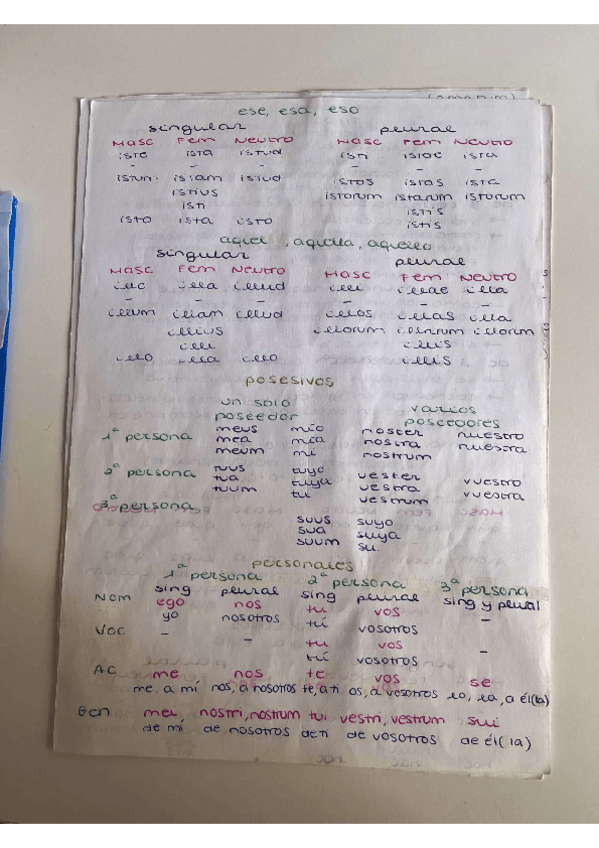 ese, esa, eso
singular plural
Masc Fem Neutro Masc Fem Neutro
iste ista istud isti istae ista
- - - -
istum istam istud istos istas ista
istius istorum istarum istorum
isti istis
isto ista isto istis
aquel, aquella, aquello
singular plural
Masc Fem Neutro Masc Fem Neutro
illa illud illi illae illa
- - - -
illum illam illud illos illas illa
illius illorum illorum
illi illis
illo illa illo illis
posesivos
un solo varios
poseedor poseedores
1ª persona meus mío noster nuestro
mea mía nostra nuestra
meum mi nostrum
2ª persona tuus tuyo vester vuestro
tua tuya vestra vuestra
tuum tu vestrum
3ª persona
suus suyo
sua suya
suum su
personales
1ª persona 2ª persona 3ª persona
sing plural sing plural sing y plural
Nom ego nos tu vos -
yo nosotros tú vosotros
Voc - - tu vos -
tú vosotros
Ac me nos te vos se
me, a mí nos, a nosotros te, a ti os, a vosotros lo, la, a él(la)
Gen mei nostri, nostrum tui vestri, vestrum sui
de mí de nosotros de ti de vosotros de él(la)